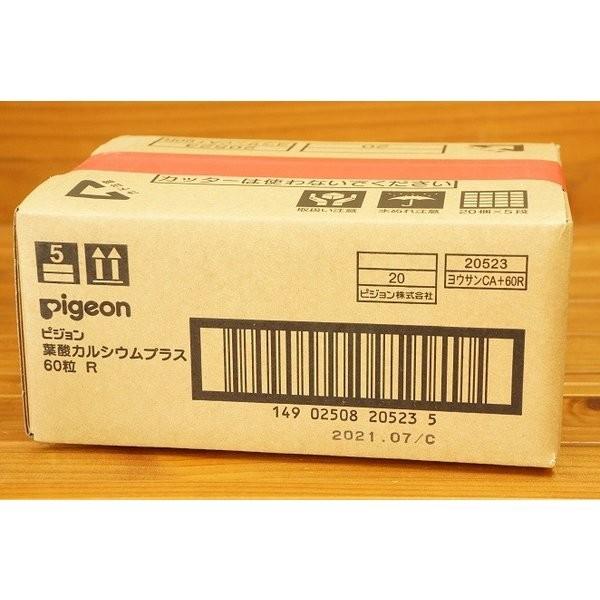 20523
20
カッターは使わないでください
取扱い注意
水ぬれ注意
20梱×5段
5
pigeon
ピジョン
葉酸カルシウムプラス
60粒 R
20
ピジョン株式会社
20523
ヨウサンCA+60R
149 02508 20523 5
2021.07/C